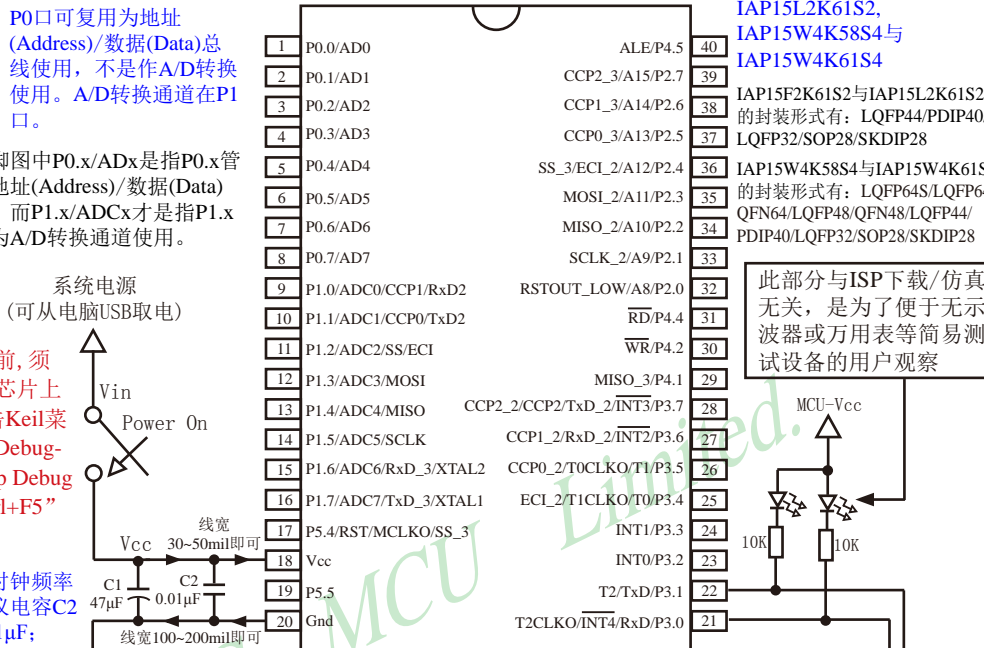 P0口可复用为地址
(Address)/数据(Data)总
线使用，不是作A/D转换
使用。A/D转换通道在P1
口。
脚图中P0.x/ADx是指P0.x管
地址(Address)/数据(Data)
而P1.x/ADCx才是指P1.x
为A/D转换通道使用。
系统电源
(可从电脑USB取电)
前,须
芯片上
击Keil菜
Debug-
p Debug
l+F5”
Vin
Power On
线宽
Vcc 30~50mil即可
C1
47μF
C2
0.01μF
线宽100~200mil即可
时钟频率
议电容C2
1μF；
1 P0.0/AD0
2 P0.1/AD1
3 P0.2/AD2
4 P0.3/AD3
5 P0.4/AD4
6 P0.5/AD5
7 P0.6/AD6
8 P0.7/AD7
9 P1.0/ADC0/CCP1/RxD2
10 P1.1/ADC1/CCP0/TxD2
11 P1.2/ADC2/SS/ECI
12 P1.3/ADC3/MOSI
13 P1.4/ADC4/MISO
14 P1.5/ADC5/SCLK
15 P1.6/ADC6/RxD_3/XTAL2
16 P1.7/ADC7/TxD_3/XTAL1
17 P5.4/RST/MCLKO/SS_3
18 Vcc
19 P5.5
20 Gnd
ALE/P4.5 40
CCP2_3/A15/P2.7 39
CCP1_3/A14/P2.6 38
CCP0_3/A13/P2.5 37
SS_3/ECI_2/A12/P2.4 36
MOSI_2/A11/P2.3 35
MISO_2/A10/P2.2 34
SCLK_2/A9/P2.1 33
RSTOUT_LOW/A8/P2.0 32
RD/P4.4 31
WR/P4.2 30
MISO_3/P4.1 29
CCP2_2/CCP2/TxD_2/INT3/P3.7 28
CCP1_2/RxD_2/INT2/P3.6 27
CCP0_2/T0CLKO/T1/P3.5 26
ECI_2/T1CLKO/T0/P3.4 25
INT1/P3.3 24
INT0/P3.2 23
T2/TxD/P3.1 22
T2CLKO/INT4/RxD/P3.0 21
IAP15L2K61S2,
IAP15W4K58S4与
IAP15W4K61S4
IAP15F2K61S2与IAP15L2K61S2
的封装形式有：LQFP44/PDIP40/
LQFP32/SOP28/SKDIP28
IAP15W4K58S4与IAP15W4K61S
的封装形式有：LQFP64S/LQFP64
QFN64/LQFP48/QFN48/LQFP44/
PDIP40/LQFP32/SOP28/SKDIP28
此部分与ISP下载/仿真
无关，是为了便于无示
波器或万用表等简易测
试设备的用户观察
MCU-Vcc
10K
10K
MCU Limited.